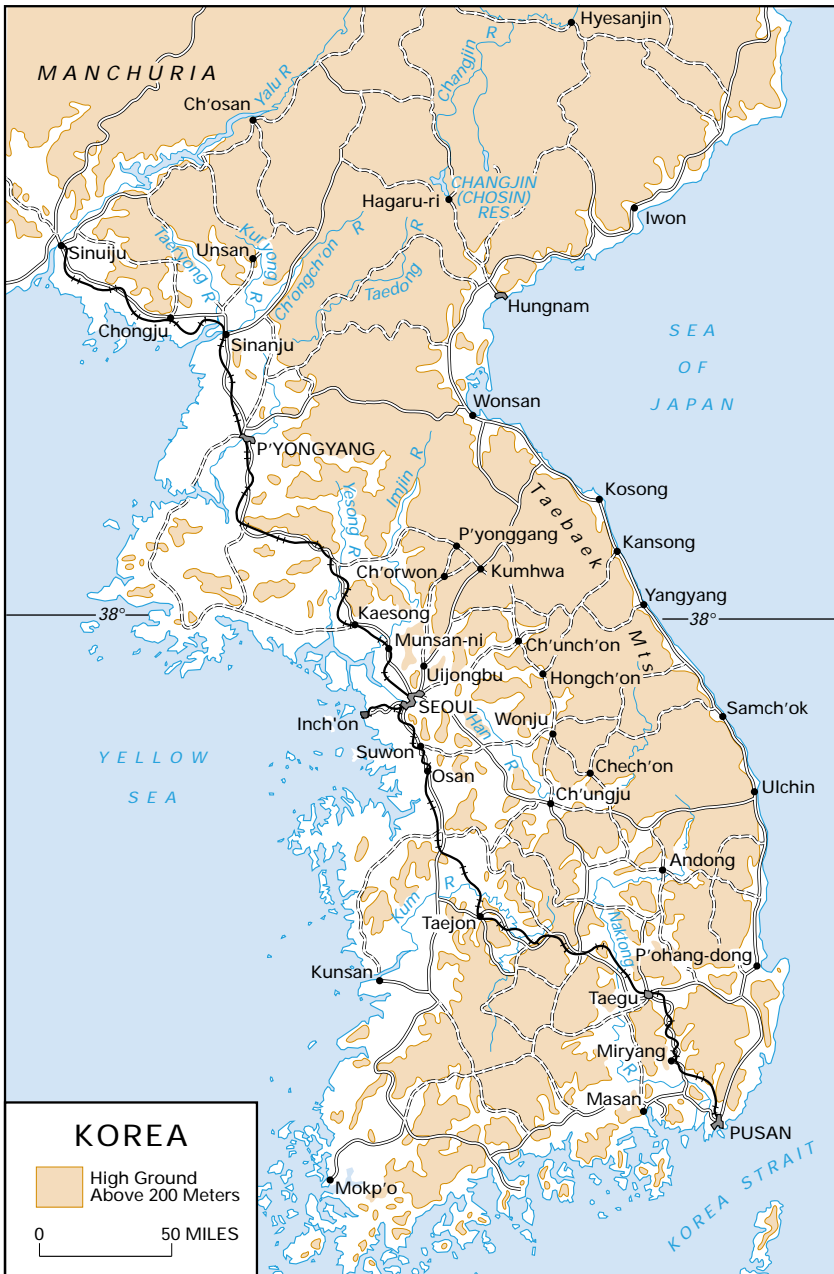 Hyesanjin
MANCHURIA
Changjin R
Yalu R
Ch'osan
CHANGJIN
(CHOSIN)
RES
Hagaru-ri
Iwon
Sinuiju
Taeryong R
Unsan
Kuryong R
Ch'ongch'on R
Taedong R
Hungnam
Chongju
Sinanju
SEA
OF
JAPAN
Wonsan
P'YONGYANG
Imjin R
Yesong R
Kosong
Taebaek Mts
P'yonggang
Kansong
Ch'orwon
Kumhwa
Yangyang
38°
38°
Kaesong
Munsan-ni
Ch'unch'on
Uijongbu
Hongch'on
SEOUL
Samch'ok
Inch'on
Han R
Wonju
YELLOW
SEA
Suwon
Osan
Chech'on
Ulchin
Ch'ungju
Andong
Kum R
Taejon
Naktong R
P'ohang-dong
Kunsan
Taegu
Miryang
Masan
PUSAN
KOREA
High Ground
Above 200 Meters
0 50 MILES
Mokp'o
KOREA STRAIT